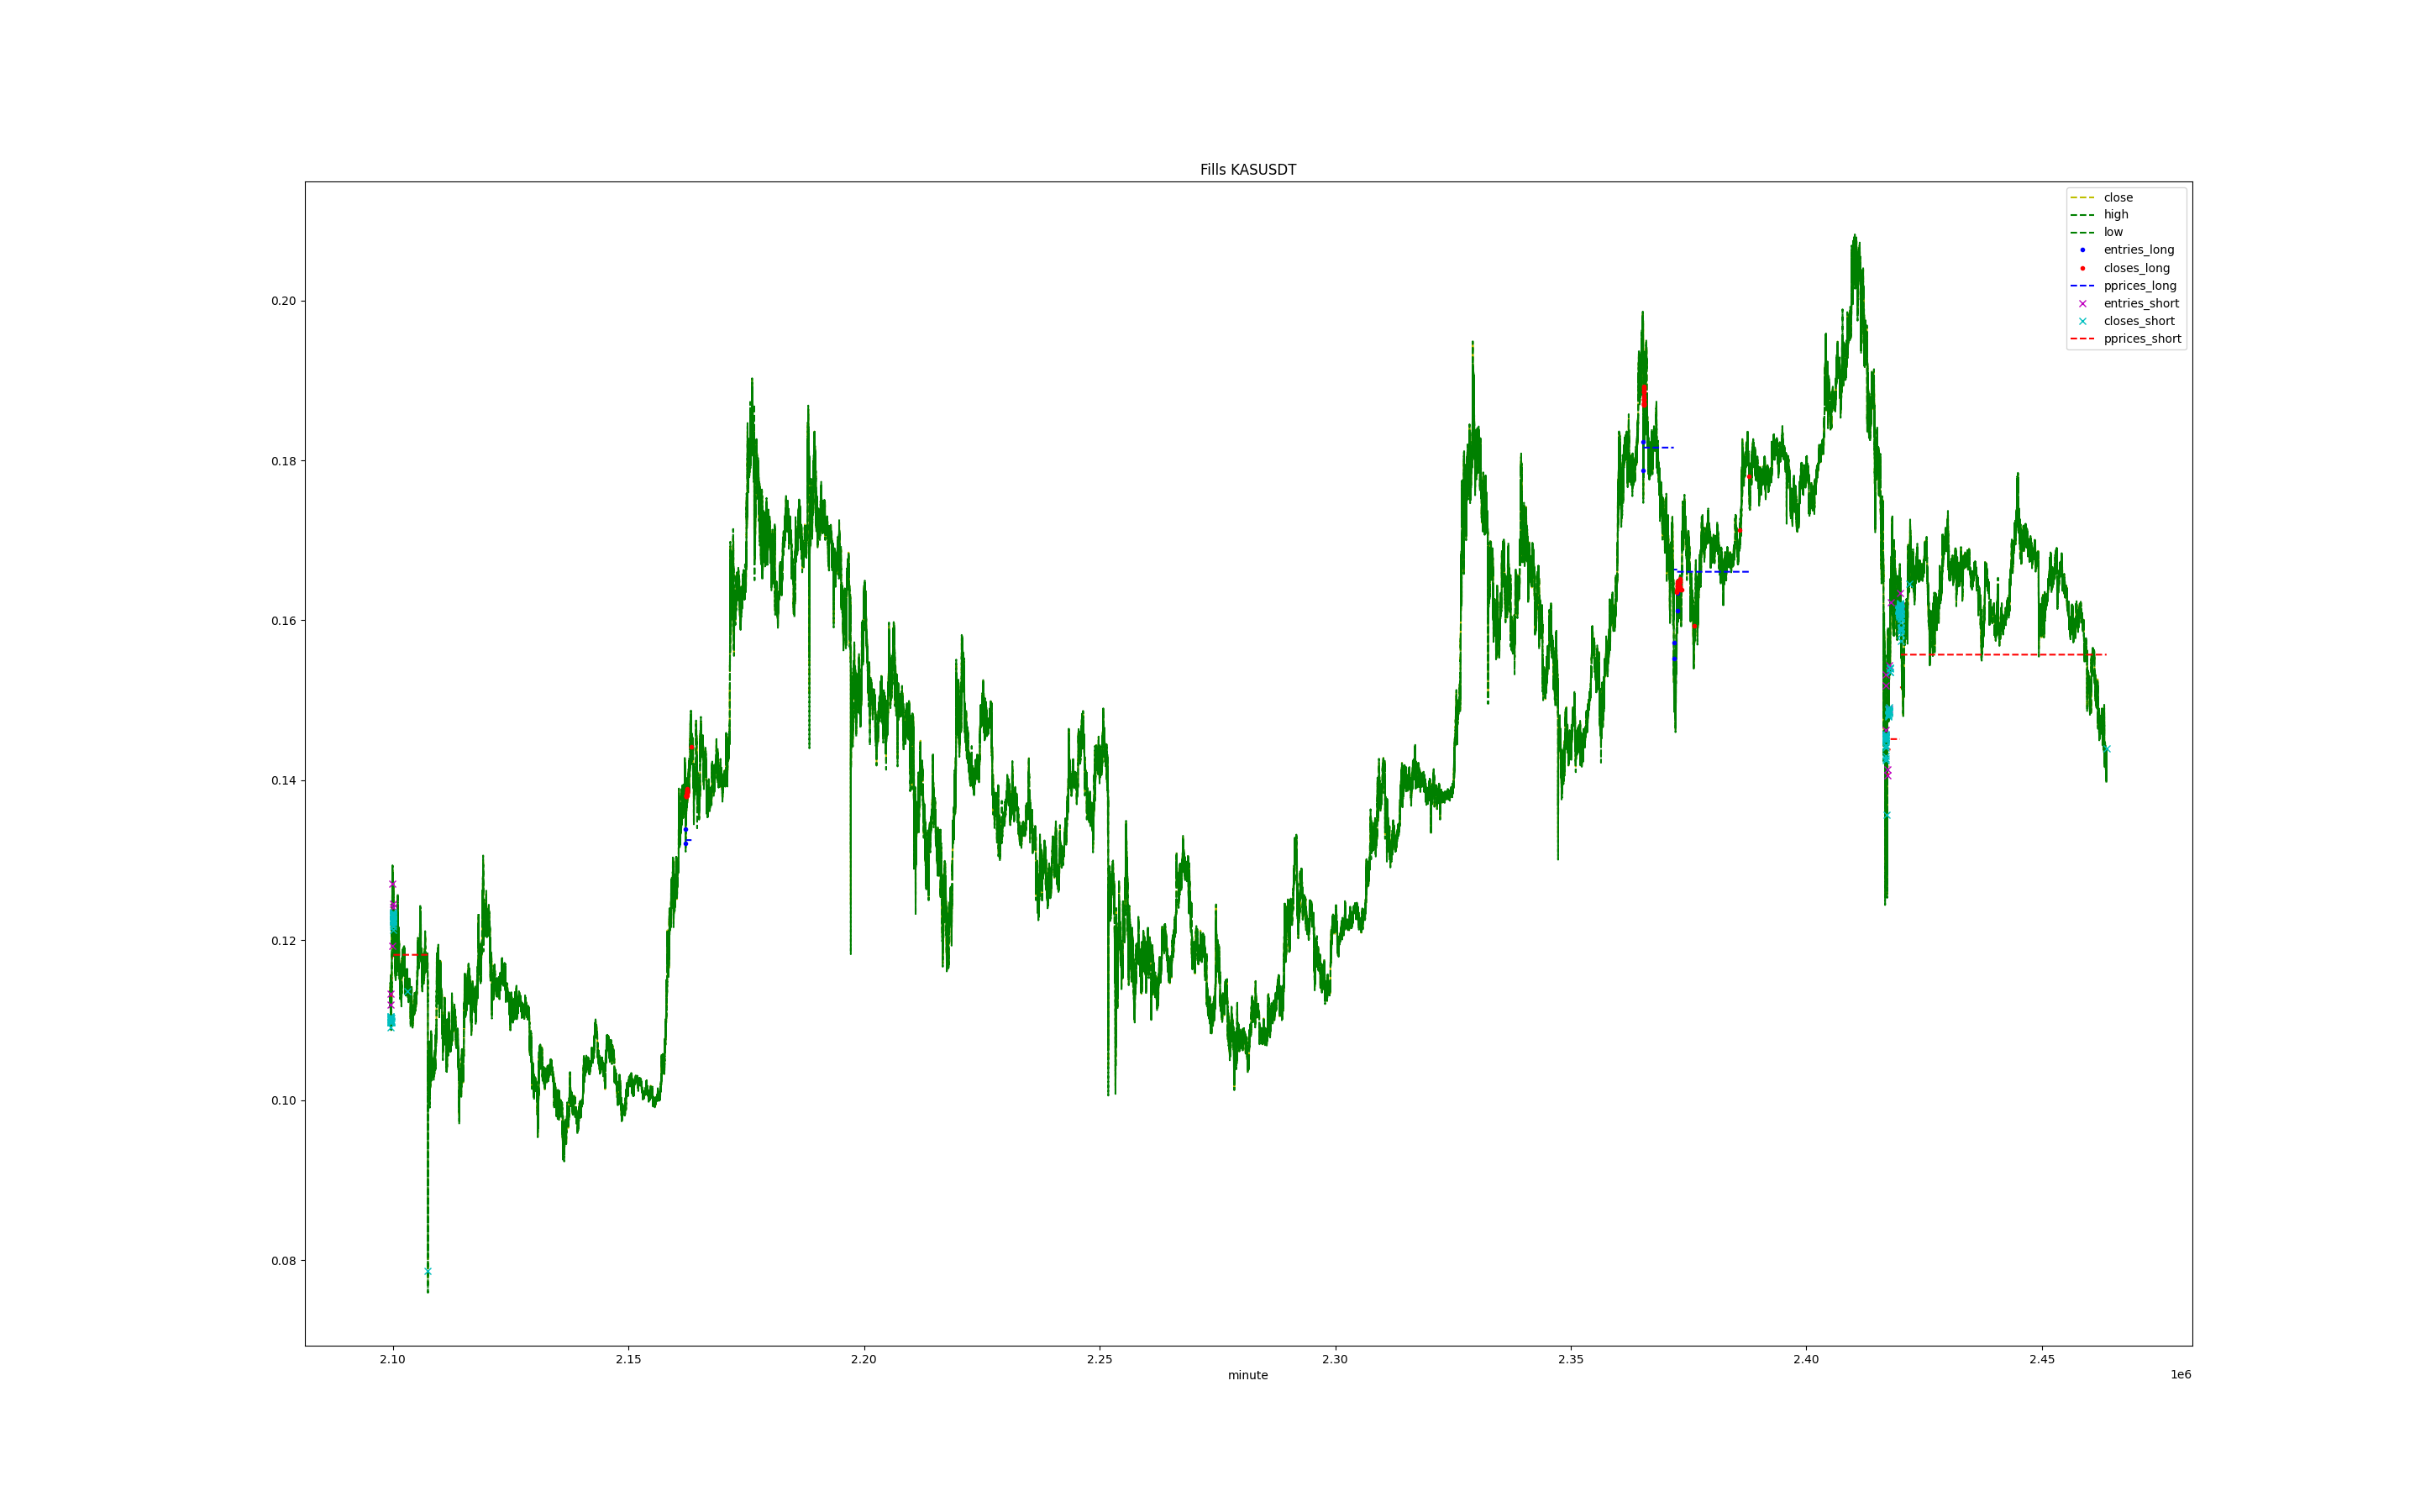 Fills KASUSDT
close
high
low
entries_long
closes_long
pprices_long
entries_short
closes_short
pprices_short
0.20
0.18
0.16
0.14
0.12
0.10
0.08
2.10 2.15 2.20 2.25 2.30 2.35 2.40 2.45
minute
1e6